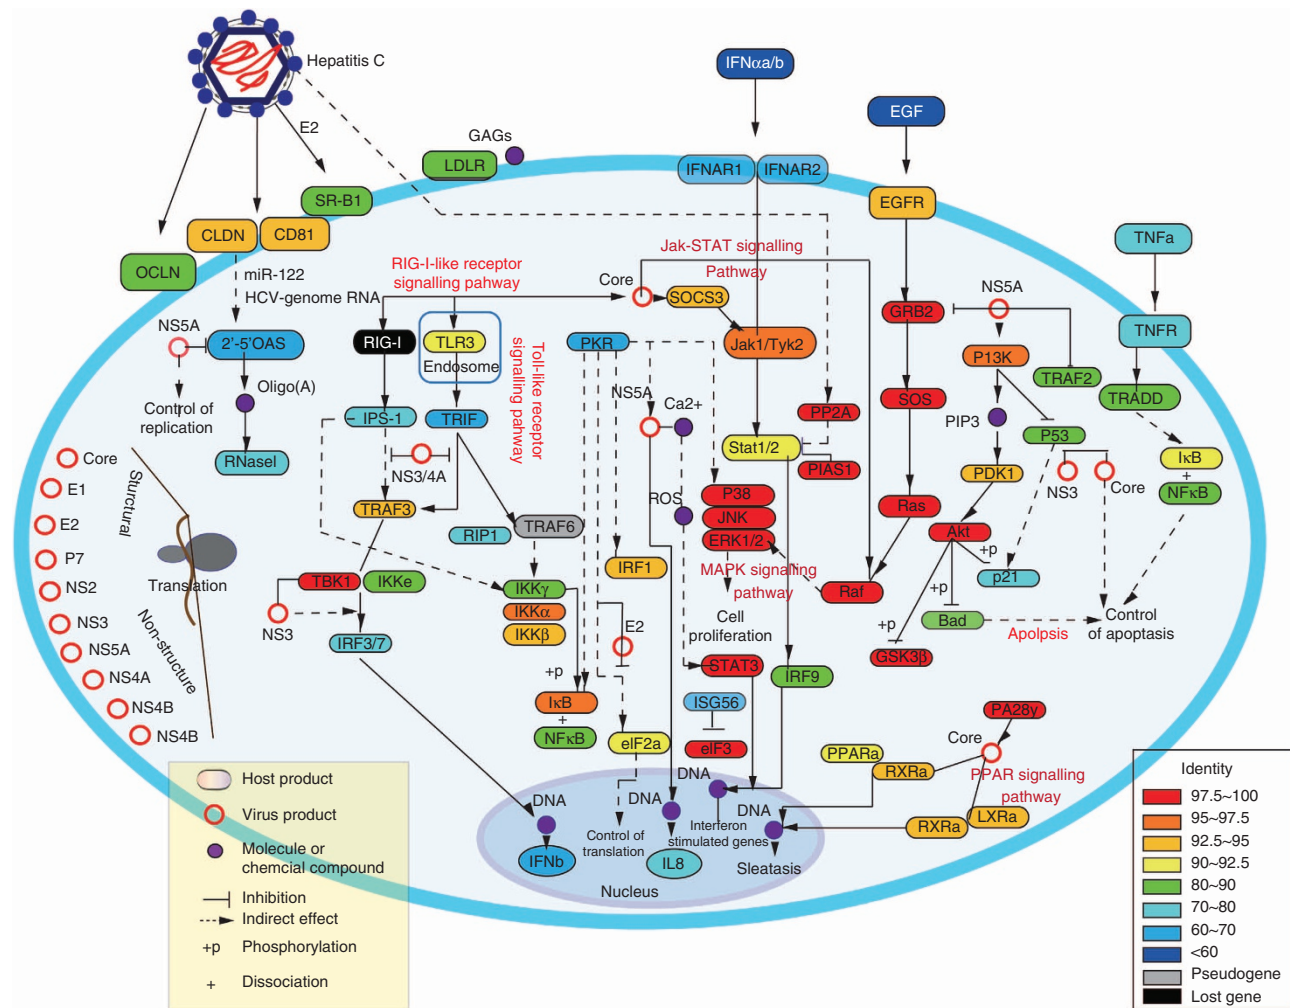 Hepatitis C
IFNαa/b
EGF
E2
GAGs
LDLR
IFNAR1
IFNAR2
SR-B1
EGFR
CLDN
CD81
TNFa
OCLN
miR-122
HCV-genome RNA
RIG-I-like receptor
signalling pahway
Jak-STAT signalling
Pathway
Core
SOCS3
NS5A
GRB2
NS5A
TNFR
2'-5'OAS
RIG-I
TLR3
Endosome
Toll-like receptor
signalling pahway
PKR
Jak1/Tyk2
P13K
TRAF2
Oligo(A)
Control of
replication
IPS-1
TRIF
NS5A
Ca2+
PP2A
SOS
PIP3
P53
TRADD
RNasel
NS3/4A
Stat1/2
PIAS1
PDK1
NS3
Core
IκB
+
NFκB
Core
E1
E2
P7
NS2
NS3
NS5A
NS4A
NS4B
NS4B
Sturctural
Translation
Non-structure
TRAF3
RIP1
TRAF6
ROS
P38
JNK
ERK1/2
MAPK signalling
pathway
Ras
Akt
+p
p21
TBK1
IKKe
NS3
IRF3/7
IKKγ
IKKα
IKKβ
IRF1
E2
Cell
proliferation
Raf
+p
Bad
Apolpsis
Control
of apoptasis
+p
GSK3β
+p
IκB
+
NFκB
eIF2a
STAT3
ISG56
eIF3
IRF9
PA28y
Core
PPARa
RXRa
PPAR signalling
pathway
RXRa
LXRa
DNA
IFNb
Control of
translation
DNA
IL8
DNA
Interferon
stimulated genes
DNA
Sleatasis
Nucleus
Host product
Virus product
Molecule or
chemcial compound
Inhibition
Indirect effect
+p
Phosphorylation
+
Dissociation
Identity
97.5~100
95~97.5
92.5~95
90~92.5
80~90
70~80
60~70
<60
Pseudogene
Lost gene